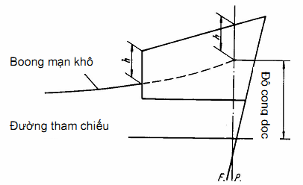 h
h
Boong mạn khô
Độ cong dọc
Đường tham chiếu
F. P.